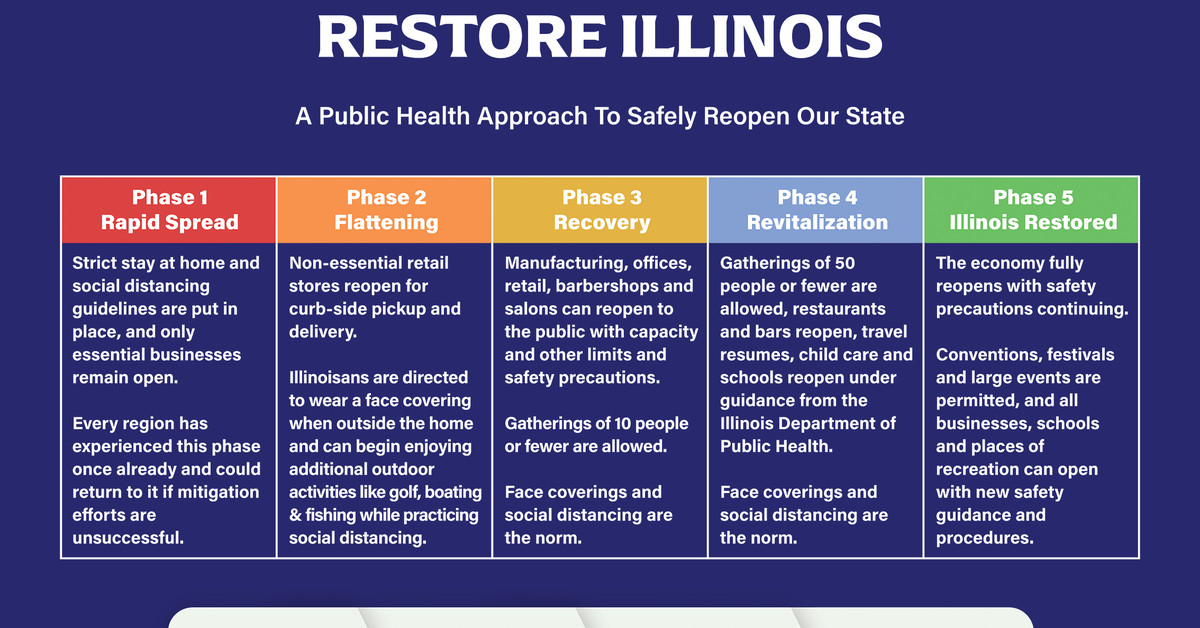 RESTORE ILLINOIS
A Public Health Approach To Safely Reopen Our State
Phase 1
Rapid Spread
Strict stay at home and
social distancing
guidelines are put in
place, and only
essential businesses
remain open.
Every region has
experienced this phase
once already and could
return to it if mitigation
efforts are
unsuccessful.
Phase 2
Flattening
Non-essential retail
stores reopen for
curb-side pickup and
delivery.
Illinoisans are directed
to wear a face covering
when outside the home
and can begin enjoying
additional outdoor
activities like golf, boating
& fishing while practicing
social distancing.
Phase 3
Recovery
Manufacturing, offices,
retail, barbershops and
salons can reopen to
the public with capacity
and other limits and
safety precautions.
Gatherings of 10 people
or fewer are allowed.
Face coverings and
social distancing are
the norm.
Phase 4
Revitalization
Gatherings of 50
people or fewer are
allowed, restaurants
and bars reopen, travel
resumes, child care and
schools reopen under
guidance from the
Illinois Department of
Public Health.
Face coverings and
social distancing are
the norm.
Phase 5
Illinois Restored
The economy fully
reopens with safety
precautions continuing.
Conventions, festivals
and large events are
permitted, and all
businesses, schools
and places of
recreation can open
with new safety
guidance and
procedures.